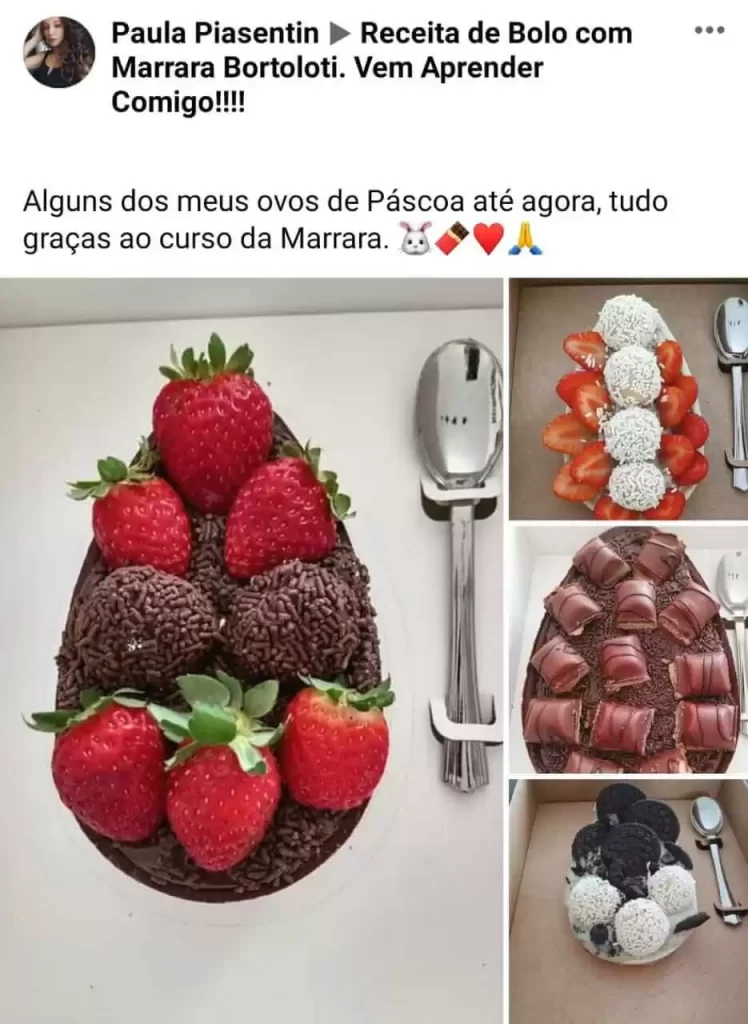 Paula Piasentin ▶ Receita de Bolo com
Marrara Bortoloti. Vem Aprender
Comigo!!!!
Alguns dos meus ovos de Páscoa até agora, tudo
graças ao curso da Marrara. 🐰🍫❤️🙏